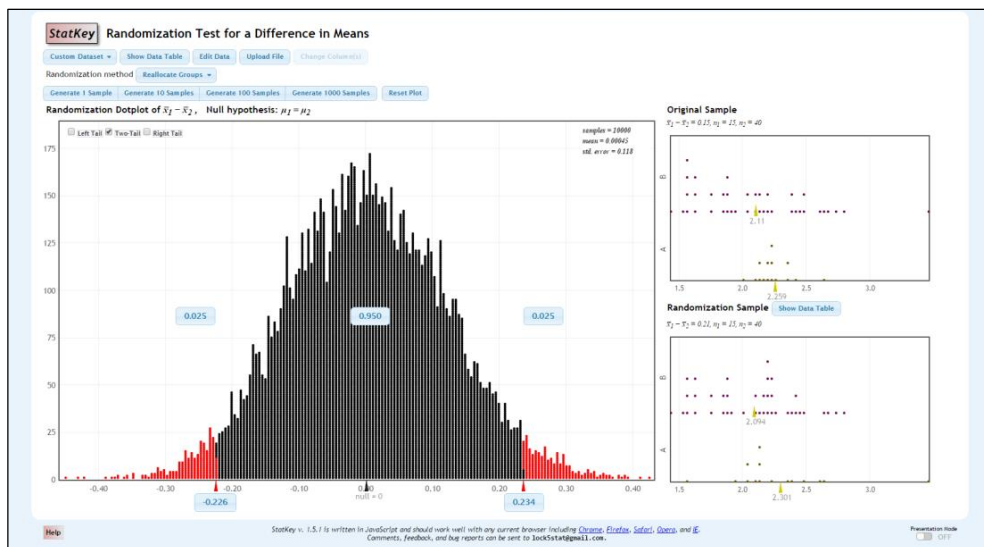 StatKey Randomization Test for a Difference in Means
Custom Dataset Show Data Table Edit Data Upload File Change Column(s)
Randomization method Reallocate Groups
Generate 1 Sample Generate 10 Samples Generate 100 Samples Generate 1000 Samples Reset Plot
Randomization Dotplot of x̄₁ − x̄₂ , Null hypothesis: μ₁ = μ₂
Left Tail Two-Tail Right Tail
samples = 10000
mean = 0.00045
std. error = 0.118
175
150
125
100
75
50
25
0
0.025 0.950 0.025
-0.40 -0.30 -0.20 -0.10 0.00 0.10 0.20 0.30 0.40
null = 0
-0.226 0.234
Original Sample
x̄₁ − x̄₂ = 0.15, n₁ = 15, n₂ = 40
B
2.11
A
1.5 2.0 2.5 3.0
2.259
Randomization Sample Show Data Table
x̄₁ − x̄₂ = 0.21, n₁ = 15, n₂ = 40
B
2.094
A
1.5 2.0 2.5 3.0
2.301
Help
StatKey v. 1.5.1 is written in JavaScript and should work well with any current browser including Chrome, Firefox, Safari, Opera, and IE.
Comments, feedback, and bug reports can be sent to lock5stat@gmail.com.
Presentation Mode
OFF